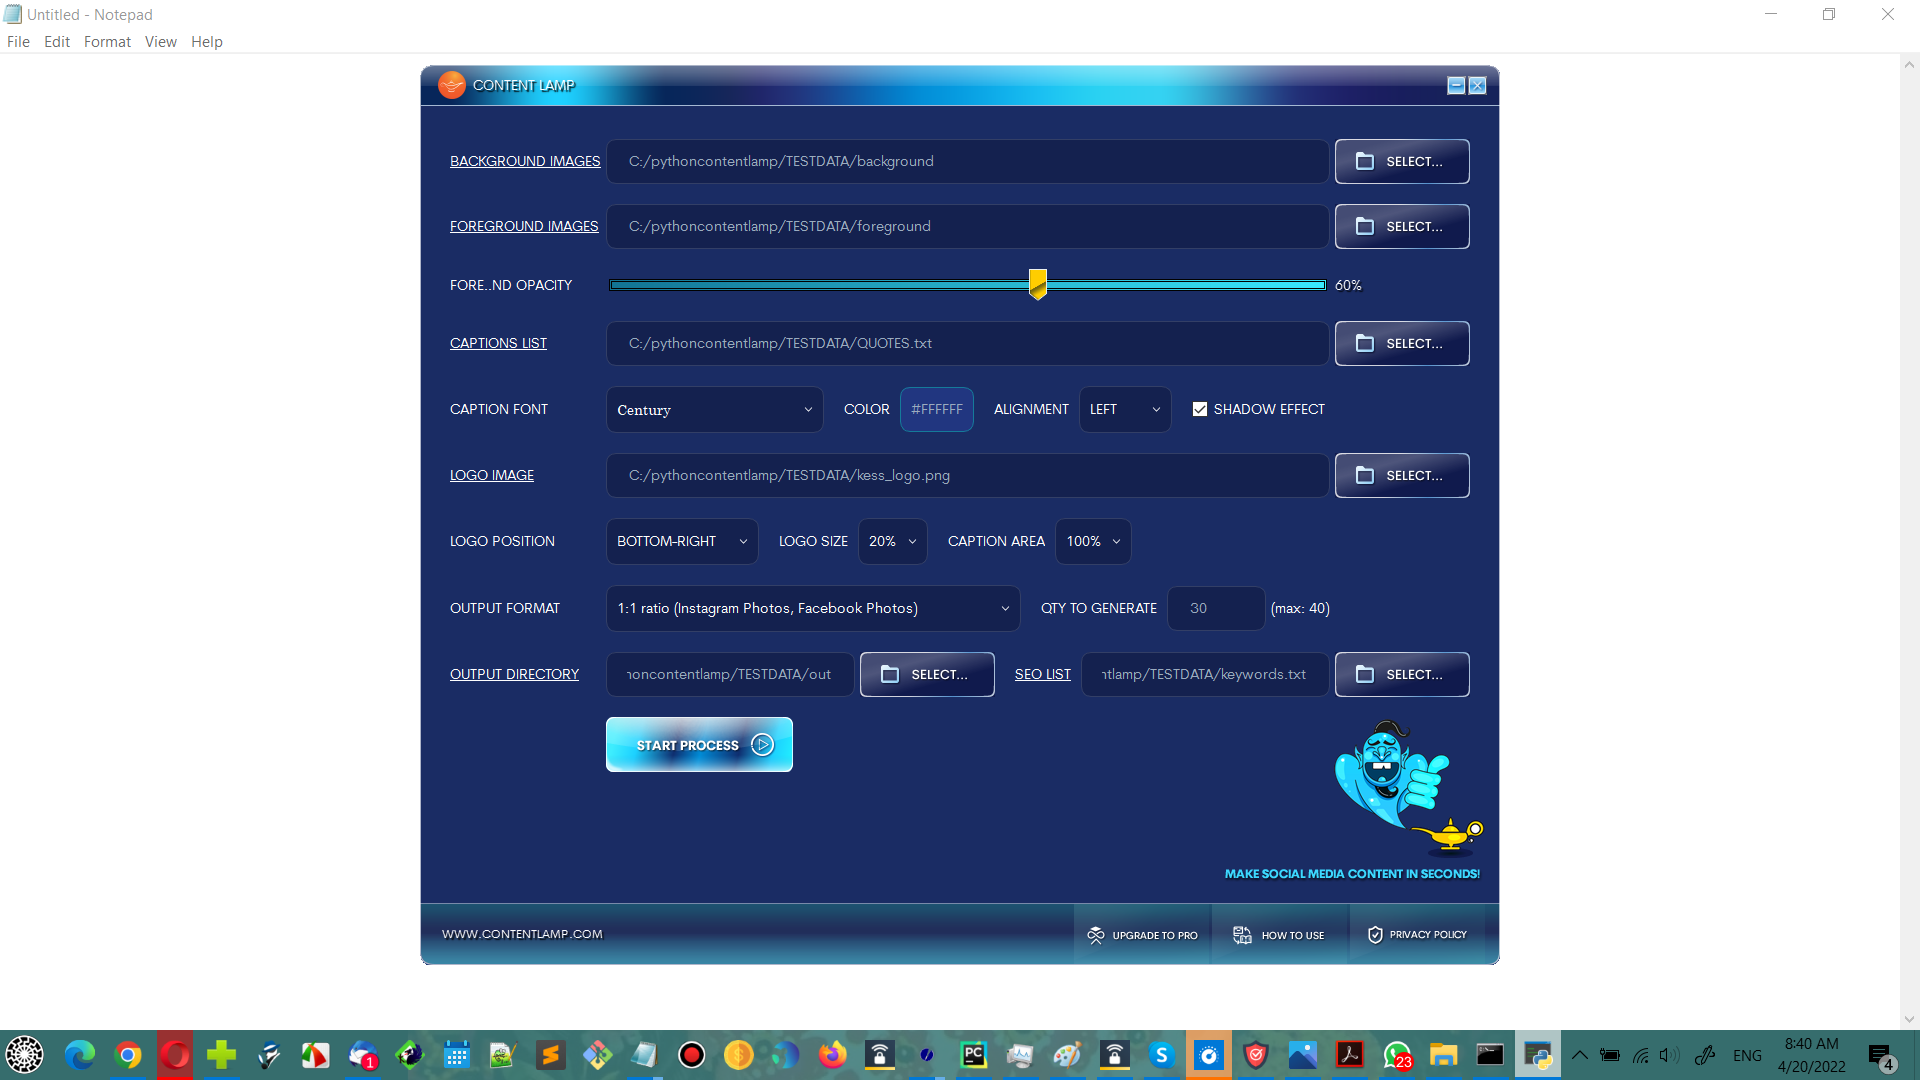 Untitled - Notepad
File Edit Format View Help
CONTENT LAMP
BACKGROUND IMAGES C:/pythoncontentlamp/TESTDATA/background SELECT...
FOREGROUND IMAGES C:/pythoncontentlamp/TESTDATA/foreground SELECT...
FORE..ND OPACITY 60%
CAPTIONS LIST C:/pythoncontentlamp/TESTDATA/QUOTES.txt SELECT...
CAPTION FONT Century COLOR #FFFFFF ALIGNMENT LEFT SHADOW EFFECT
LOGO IMAGE C:/pythoncontentlamp/TESTDATA/kess_logo.png SELECT...
LOGO POSITION BOTTOM-RIGHT LOGO SIZE 20% CAPTION AREA 100%
OUTPUT FORMAT 1:1 ratio (Instagram Photos, Facebook Photos) QTY TO GENERATE 30 (max: 40)
OUTPUT DIRECTORY honcontentlamp/TESTDATA/out SELECT... SEO LIST ntlamp/TESTDATA/keywords.txt SELECT...
START PROCESS
MAKE SOCIAL MEDIA CONTENT IN SECONDS!
WWW.CONTENTLAMP.COM UPGRADE TO PRO HOW TO USE PRIVACY POLICY
1 PC S 23 ENG 8:40 AM
4/20/2022 4